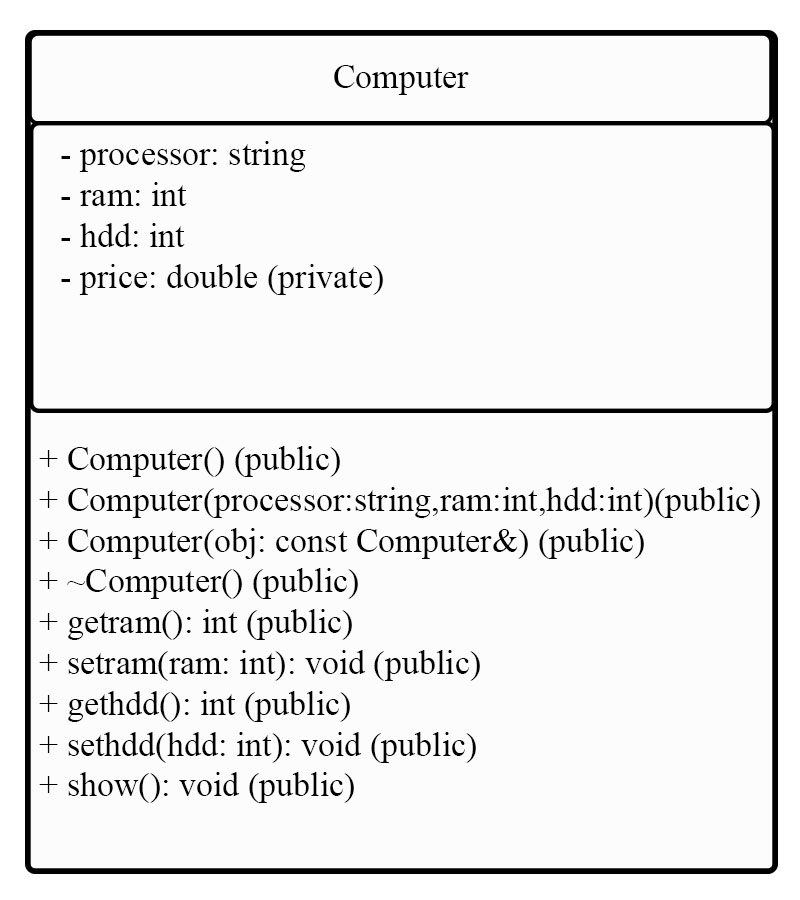 Computer
- processor: string
- ram: int
- hdd: int
- price: double (private)
+ Computer() (public)
+ Computer(processor:string,ram:int,hdd:int)(public)
+ Computer(obj: const Computer&) (public)
+ ~Computer() (public)
+ getram(): int (public)
+ setram(ram: int): void (public)
+ gethdd(): int (public)
+ sethdd(hdd: int): void (public)
+ show(): void (public)